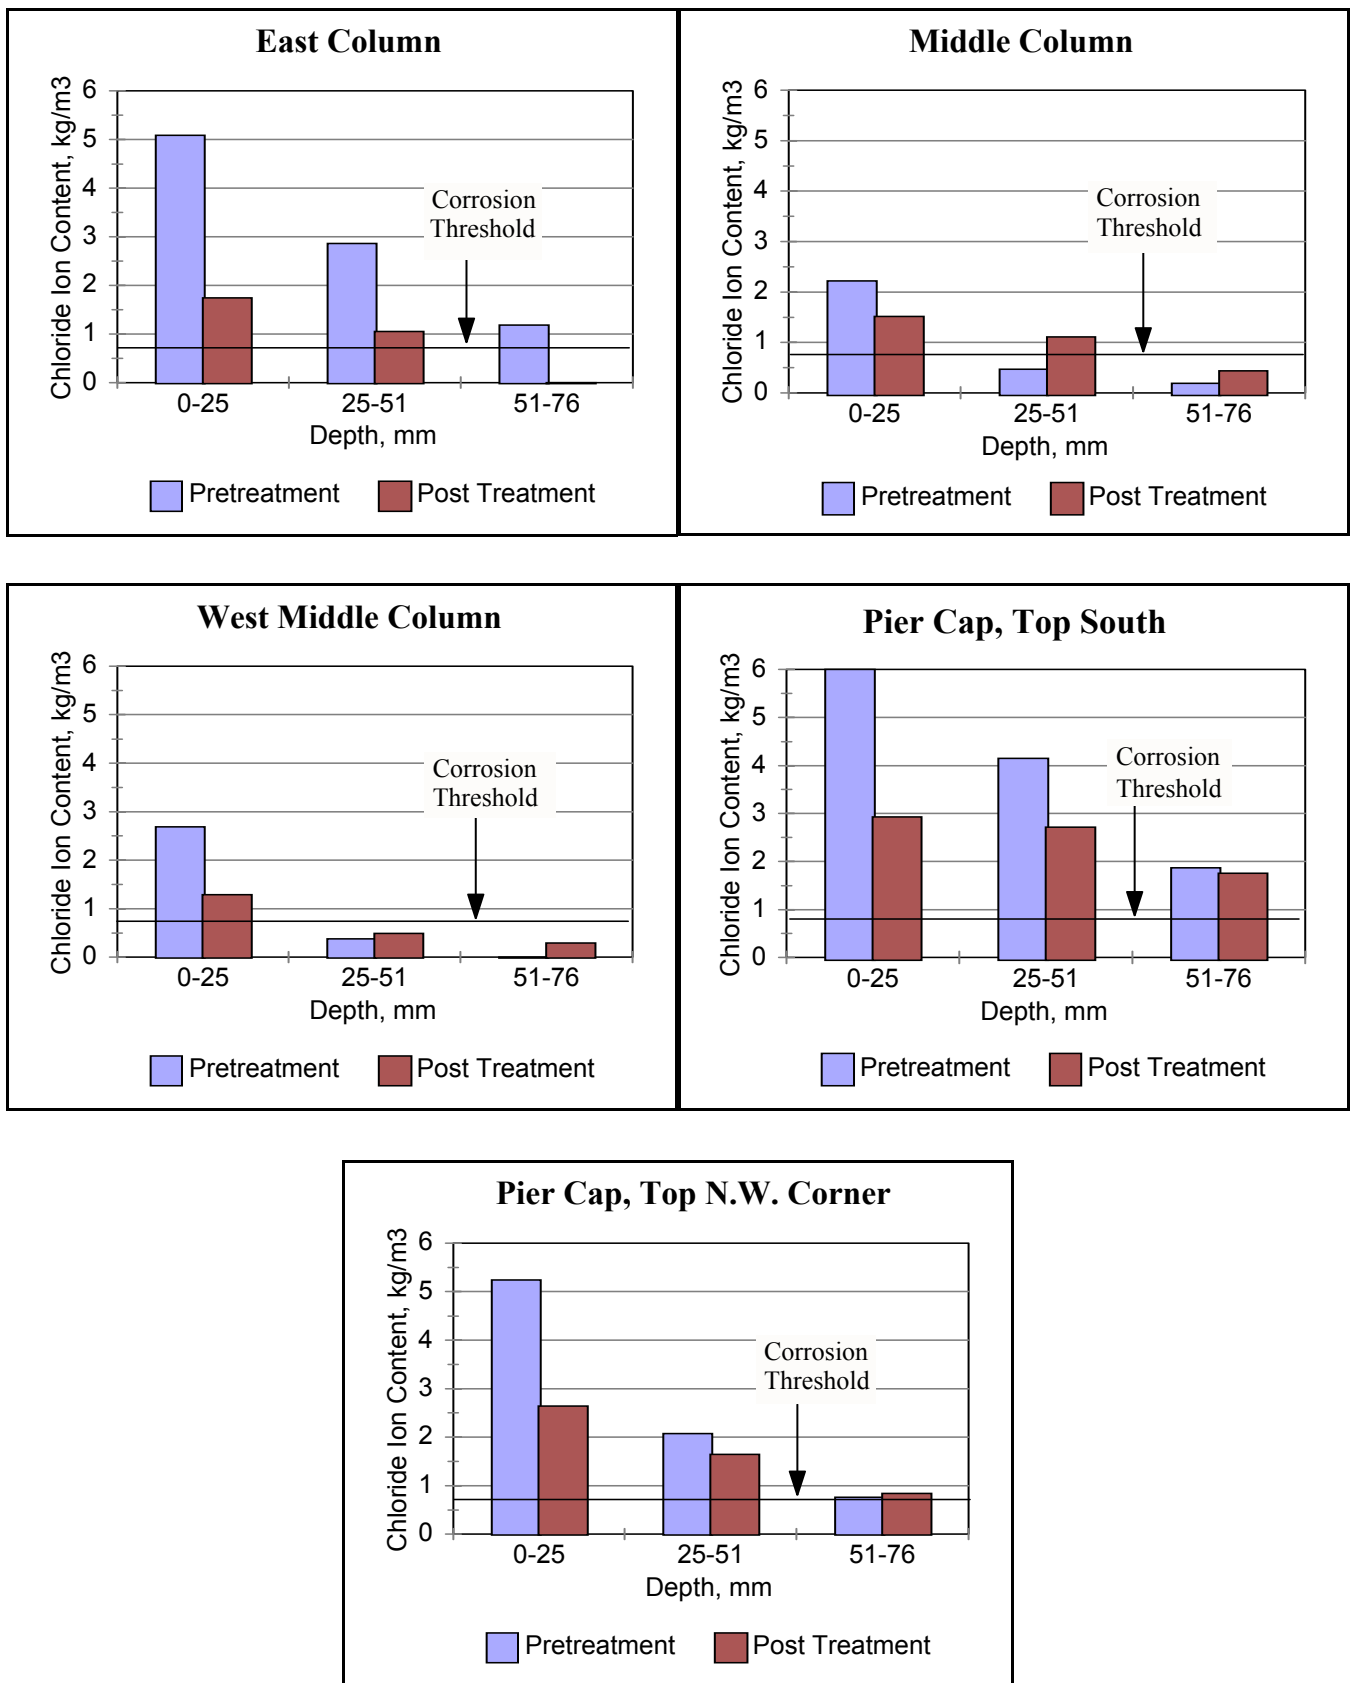 East Column
Chloride Ion Content, kg/m3
6
5
4
3
2
1
0
Corrosion
Threshold
0-25 25-51 51-76
Depth, mm
Pretreatment Post Treatment
Middle Column
Chloride Ion Content, kg/m3
6
5
4
3
2
1
0
Corrosion
Threshold
0-25 25-51 51-76
Depth, mm
Pretreatment Post Treatment
West Middle Column
Chloride Ion Content, kg/m3
6
5
4
3
2
1
0
Corrosion
Threshold
0-25 25-51 51-76
Depth, mm
Pretreatment Post Treatment
Pier Cap, Top South
Chloride Ion Content, kg/m3
6
5
4
3
2
1
0
Corrosion
Threshold
0-25 25-51 51-76
Depth, mm
Pretreatment Post Treatment
Pier Cap, Top N.W. Corner
Chloride Ion Content, kg/m3
6
5
4
3
2
1
0
Corrosion
Threshold
0-25 25-51 51-76
Depth, mm
Pretreatment Post Treatment